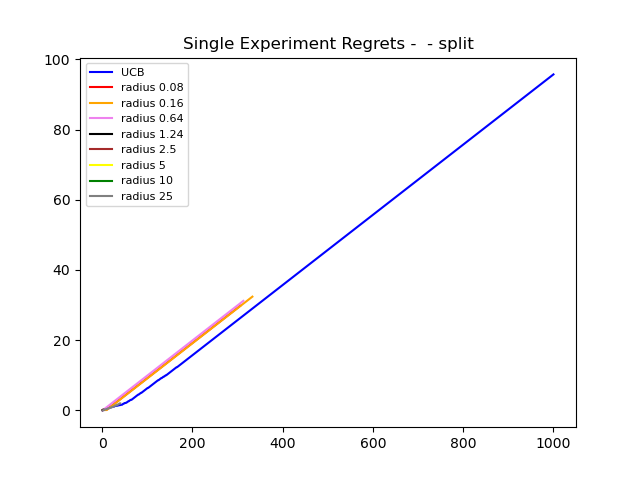 Single Experiment Regrets -  - split
100
80
60
40
20
0
UCB
radius 0.08
radius 0.16
radius 0.64
radius 1.24
radius 2.5
radius 5
radius 10
radius 25
0 200 400 600 800 1000